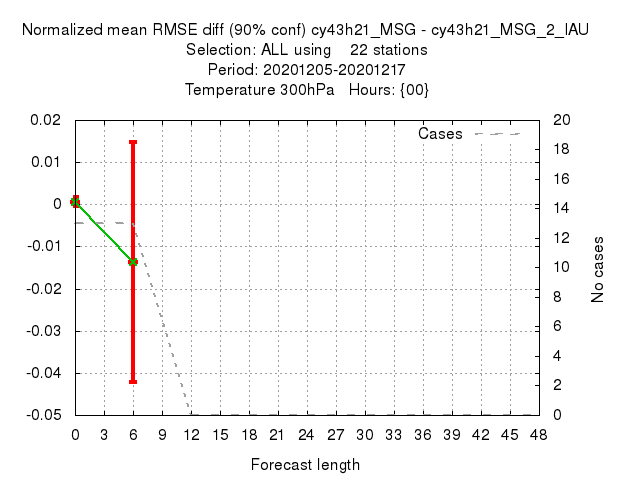 Normalized mean RMSE diff (90% conf) cy43h21_MSG - cy43h21_MSG_2_IAU
Selection: ALL using 22 stations
Period: 20201205-20201217
Temperature 300hPa Hours: {00}
Cases
0.02
0.01
0
-0.01
-0.02
-0.03
-0.04
-0.05
20
18
16
14
12
10
8
6
4
2
0
No cases
0 3 6 9 12 15 18 21 24 27 30 33 36 39 42 45 48
Forecast length